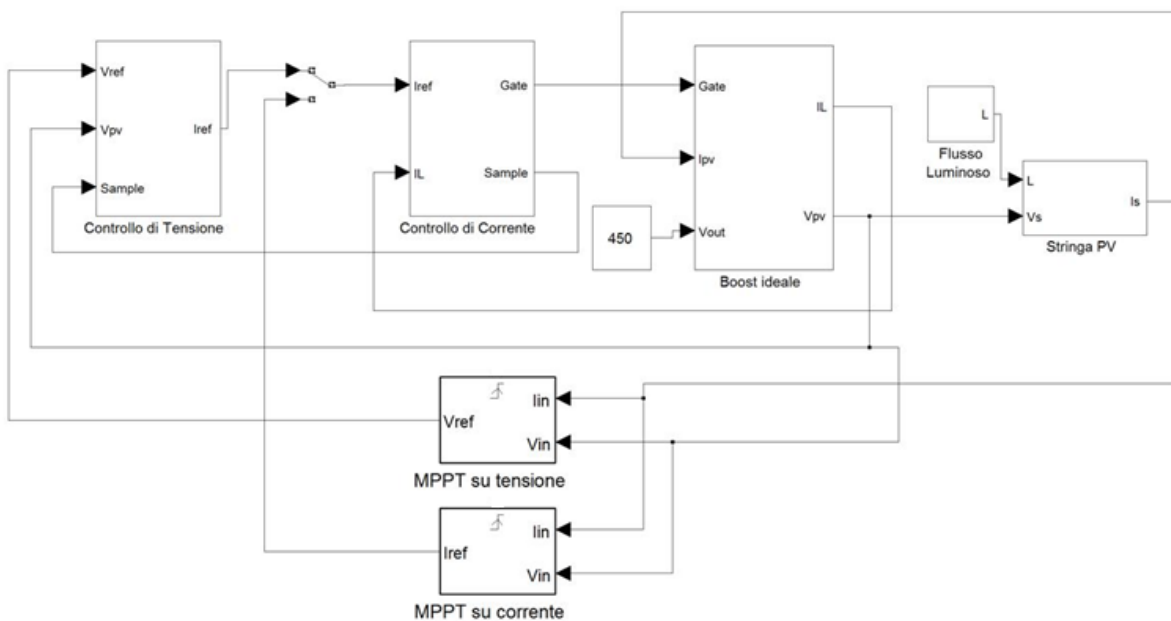 Vref
Vpv
Sample
Iref
Controllo di Tensione
Iref
IL
Gate
Sample
Controllo di Corrente
450
Gate
Ipv
Vout
IL
Vpv
Boost ideale
L
Flusso
Luminoso
L
Vs
Is
Stringa PV
Vref
Iin
Vin
MPPT su tensione
Iref
Iin
Vin
MPPT su corrente